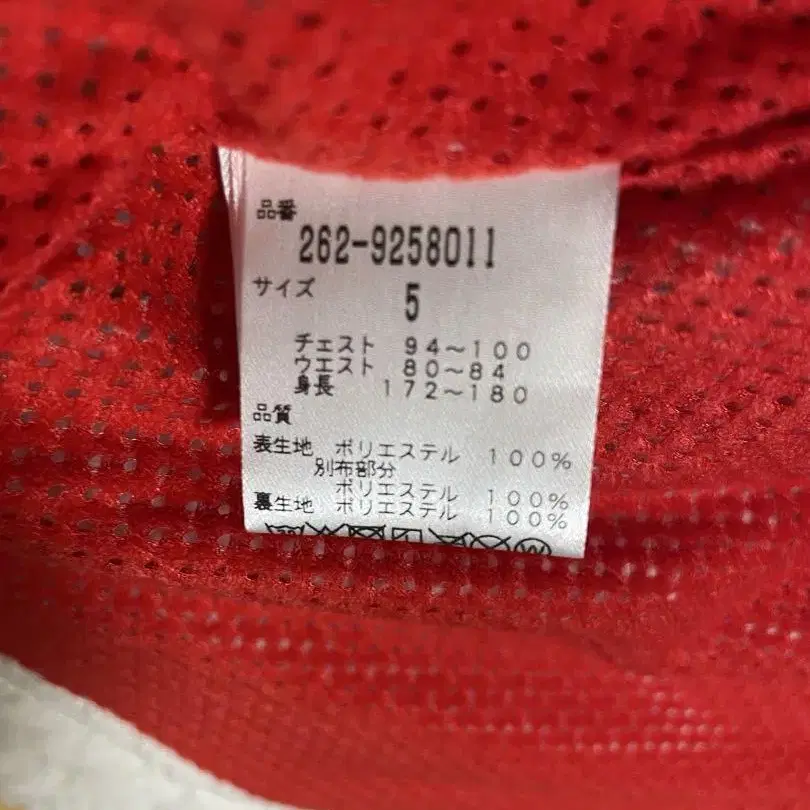 品番
262-9258011
サイズ 5
チェスト 94～100
ウエスト 80～84
身長 172～180
品質
表生地 ポリエステル 100%
別布部分
ポリエステル 100%
裏生地 ポリエステル 100%